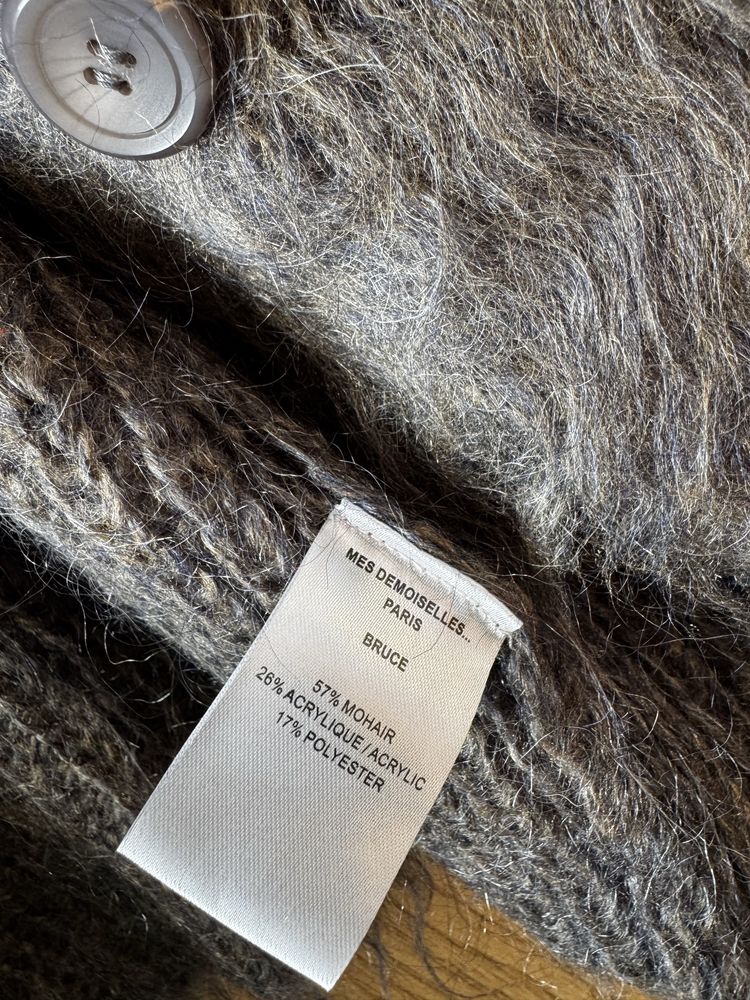 MES DEMOISELLES...
PARIS
BRUCE
57% MOHAIR
26% ACRYLIQUE / ACRYLIC
17% POLYESTER